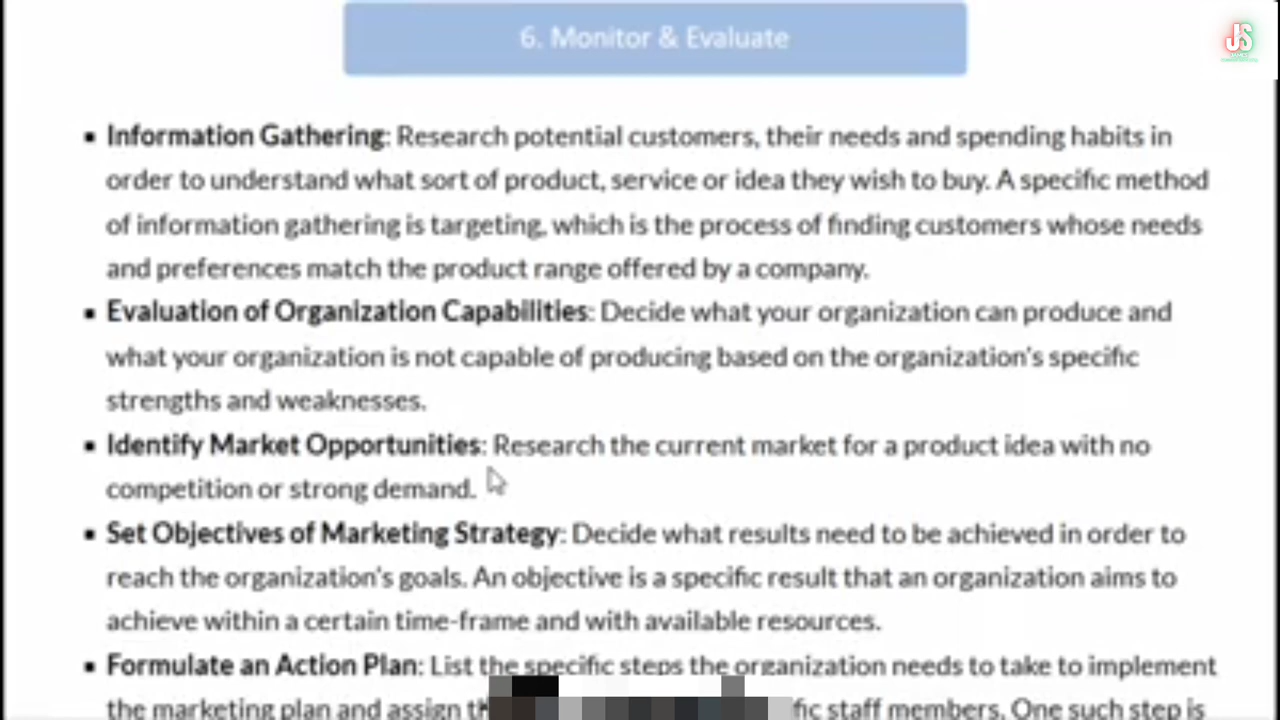 6. Monitor & Evaluate
JS
▪ Information Gathering: Research potential customers, their needs and spending habits in
order to understand what sort of product, service or idea they wish to buy. A specific method
of information gathering is targeting, which is the process of finding customers whose needs
and preferences match the product range offered by a company.
▪ Evaluation of Organization Capabilities: Decide what your organization can produce and
what your organization is not capable of producing based on the organization's specific
strengths and weaknesses.
▪ Identify Market Opportunities: Research the current market for a product idea with no
competition or strong demand.
▪ Set Objectives of Marketing Strategy: Decide what results need to be achieved in order to
reach the organization's goals. An objective is a specific result that an organization aims to
achieve within a certain time-frame and with available resources.
▪ Formulate an Action Plan: List the specific steps the organization needs to take to implement
the marketing plan and assign staff members. One such step is